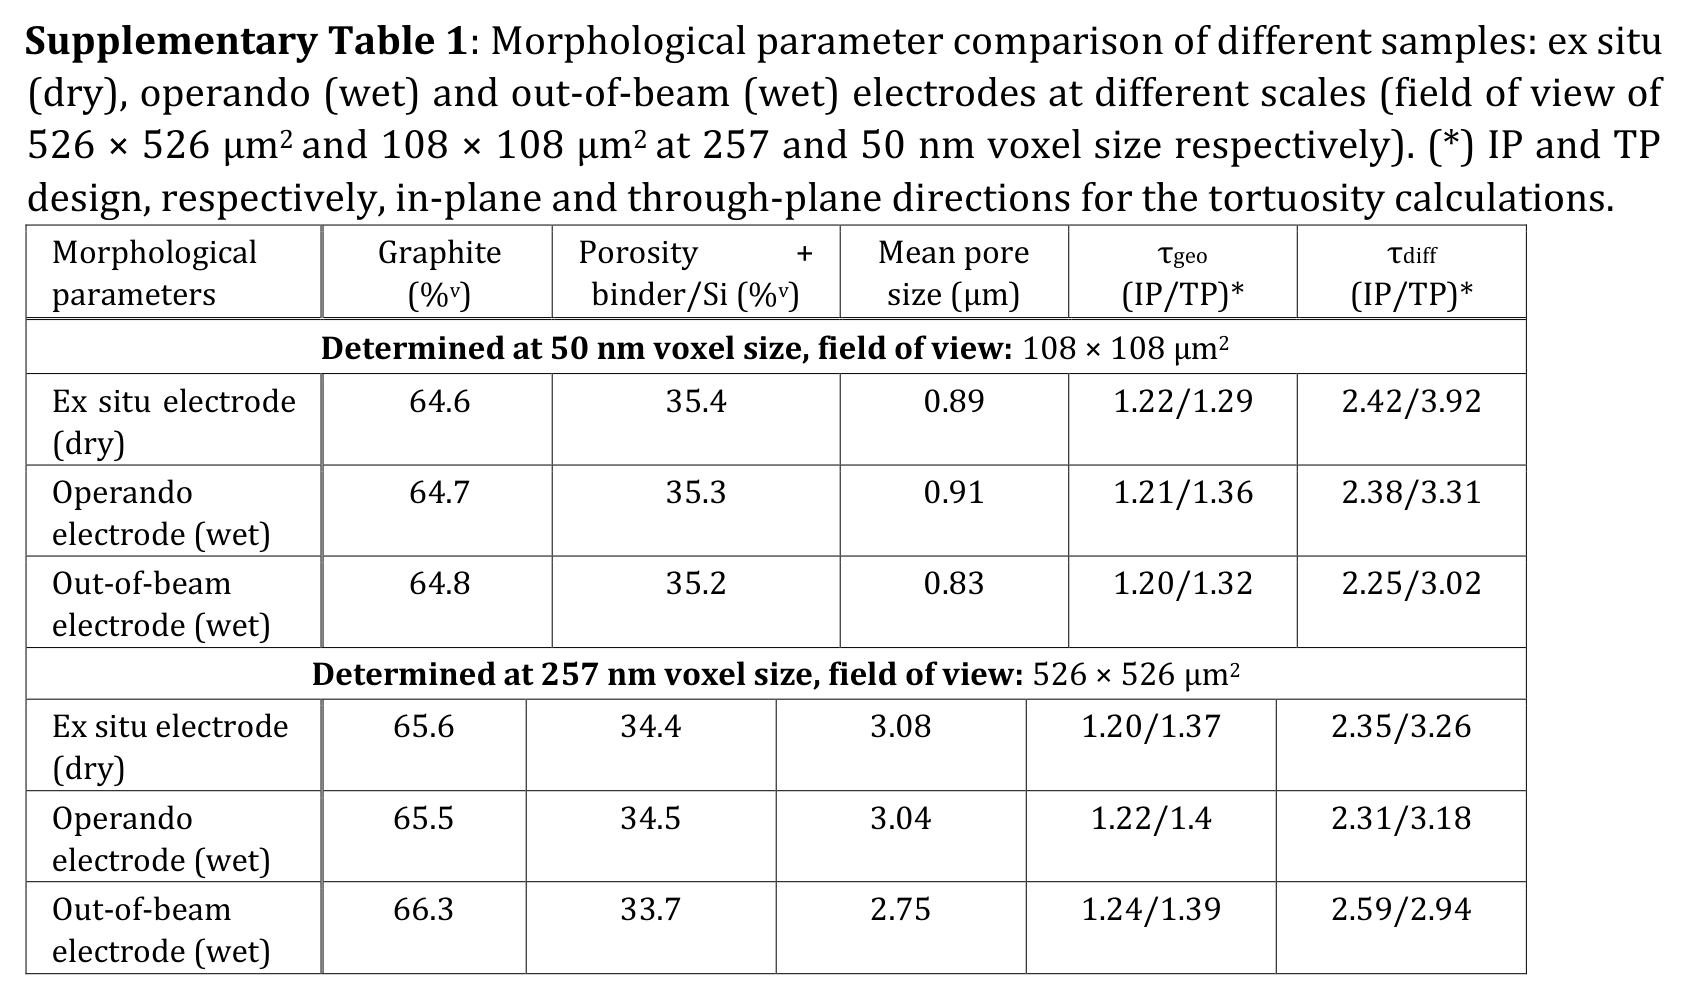 Supplementary Table 1: Morphological parameter comparison of different samples: ex situ
(dry), operando (wet) and out-of-beam (wet) electrodes at different scales (field of view of
526 × 526 μm² and 108 × 108 μm² at 257 and 50 nm voxel size respectively). (*) IP and TP
design, respectively, in-plane and through-plane directions for the tortuosity calculations.
Morphological parameters
Graphite (%ᵛ)
Porosity + binder/Si (%ᵛ)
Mean pore size (μm)
τgeo (IP/TP)*
τdiff (IP/TP)*
Determined at 50 nm voxel size, field of view: 108 × 108 μm²
Ex situ electrode (dry) 64.6 35.4 0.89 1.22/1.29 2.42/3.92
Operando electrode (wet) 64.7 35.3 0.91 1.21/1.36 2.38/3.31
Out-of-beam electrode (wet) 64.8 35.2 0.83 1.20/1.32 2.25/3.02
Determined at 257 nm voxel size, field of view: 526 × 526 μm²
Ex situ electrode (dry) 65.6 34.4 3.08 1.20/1.37 2.35/3.26
Operando electrode (wet) 65.5 34.5 3.04 1.22/1.4 2.31/3.18
Out-of-beam electrode (wet) 66.3 33.7 2.75 1.24/1.39 2.59/2.94